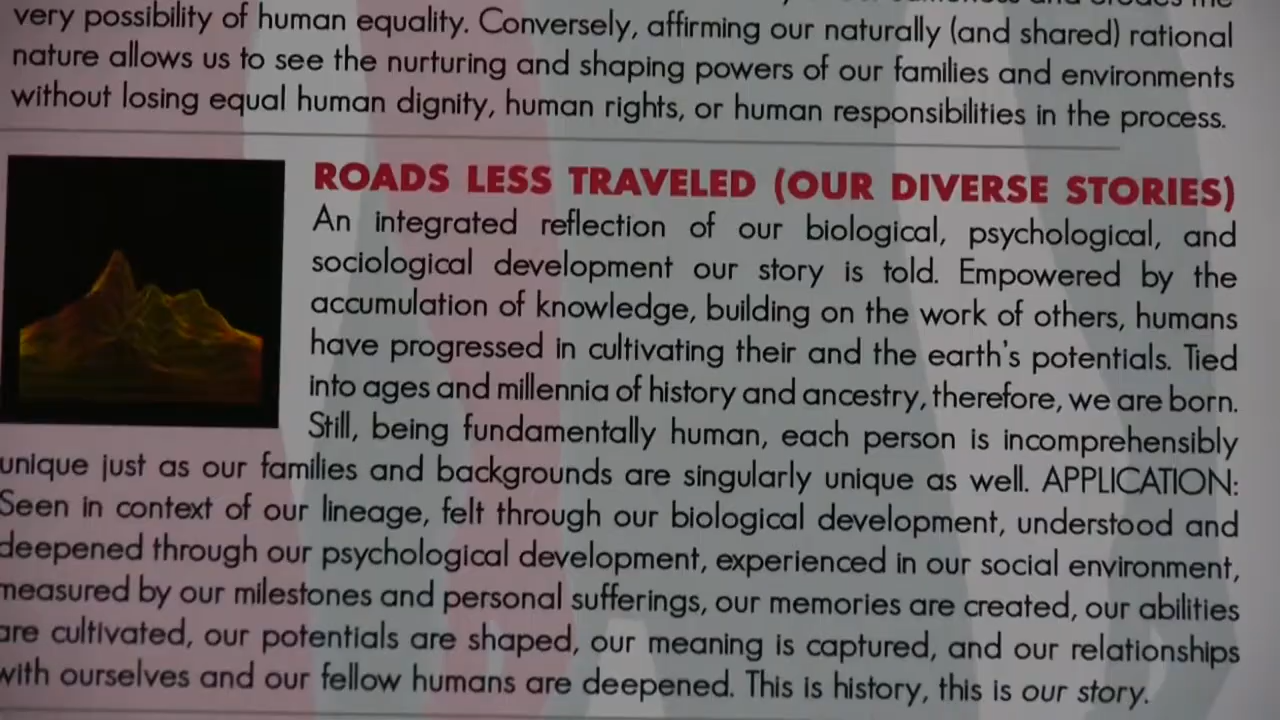 very possibility of human equality. Conversely, affirming our naturally (and shared) rational
nature allows us to see the nurturing and shaping powers of our families and environments
without losing equal human dignity, human rights, or human responsibilities in the process.
ROADS LESS TRAVELED (OUR DIVERSE STORIES)
An integrated reflection of our biological, psychological, and
sociological development our story is told. Empowered by the
accumulation of knowledge, building on the work of others, humans
have progressed in cultivating their and the earth's potentials. Tied
into ages and millennia of history and ancestry, therefore, we are born.
Still, being fundamentally human, each person is incomprehensibly
unique just as our families and backgrounds are singularly unique as well. APPLICATION:
Seen in context of our lineage, felt through our biological development, understood and
deepened through our psychological development, experienced in our social environment,
measured by our milestones and personal sufferings, our memories are created, our abilities
are cultivated, our potentials are shaped, our meaning is captured, and our relationships
with ourselves and our fellow humans are deepened. This is history, this is our story.